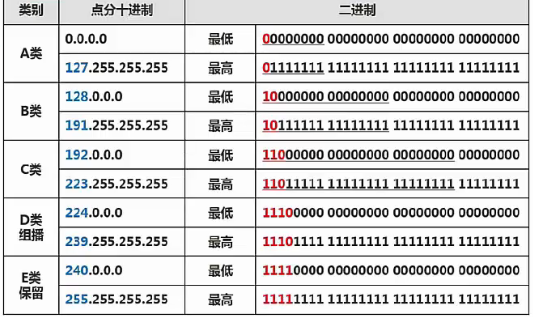 类别 点分十进制 二进制
A类 0.0.0.0 最低 00000000 00000000 00000000 00000000
127.255.255.255 最高 01111111 11111111 11111111 11111111
B类 128.0.0.0 最低 10000000 00000000 00000000 00000000
191.255.255.255 最高 10111111 11111111 11111111 11111111
C类 192.0.0.0 最低 11000000 00000000 00000000 00000000
223.255.255.255 最高 11011111 11111111 11111111 11111111
D类 组播 224.0.0.0 最低 11100000 00000000 00000000 00000000
239.255.255.255 最高 11101111 11111111 11111111 11111111
E类 保留 240.0.0.0 最低 11110000 00000000 00000000 00000000
255.255.255.255 最高 11111111 11111111 11111111 11111111